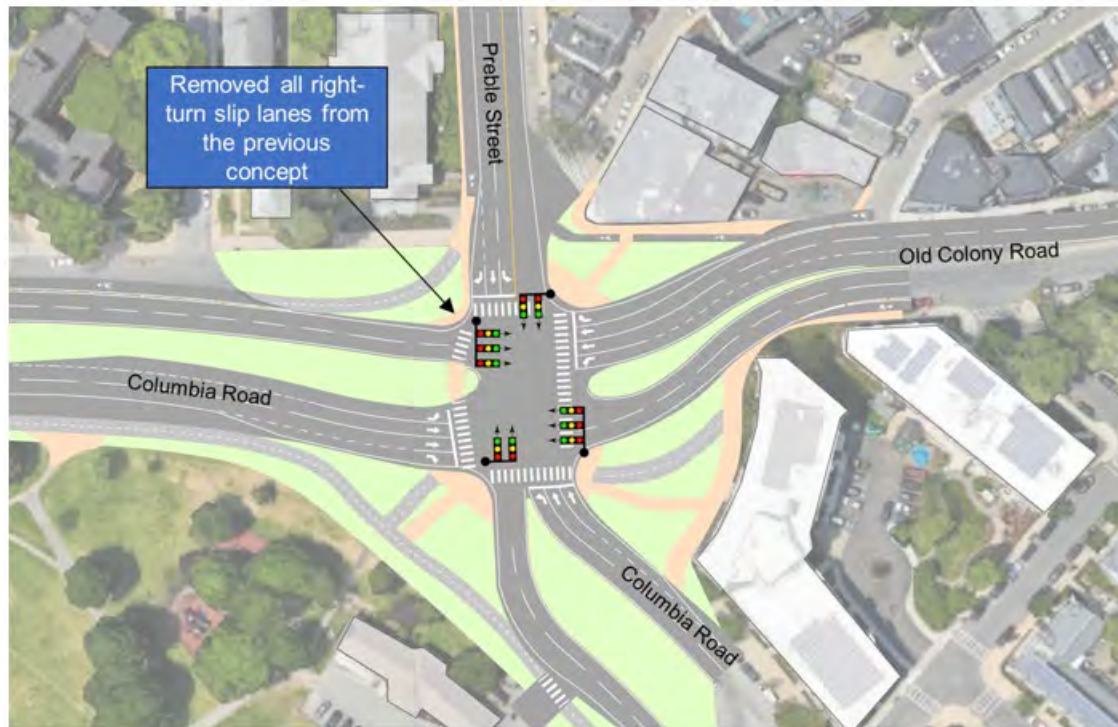 Removed all right-
turn slip lanes from
the previous
concept
Preble Street
Old Colony Road
Columbia Road
Columbia Road